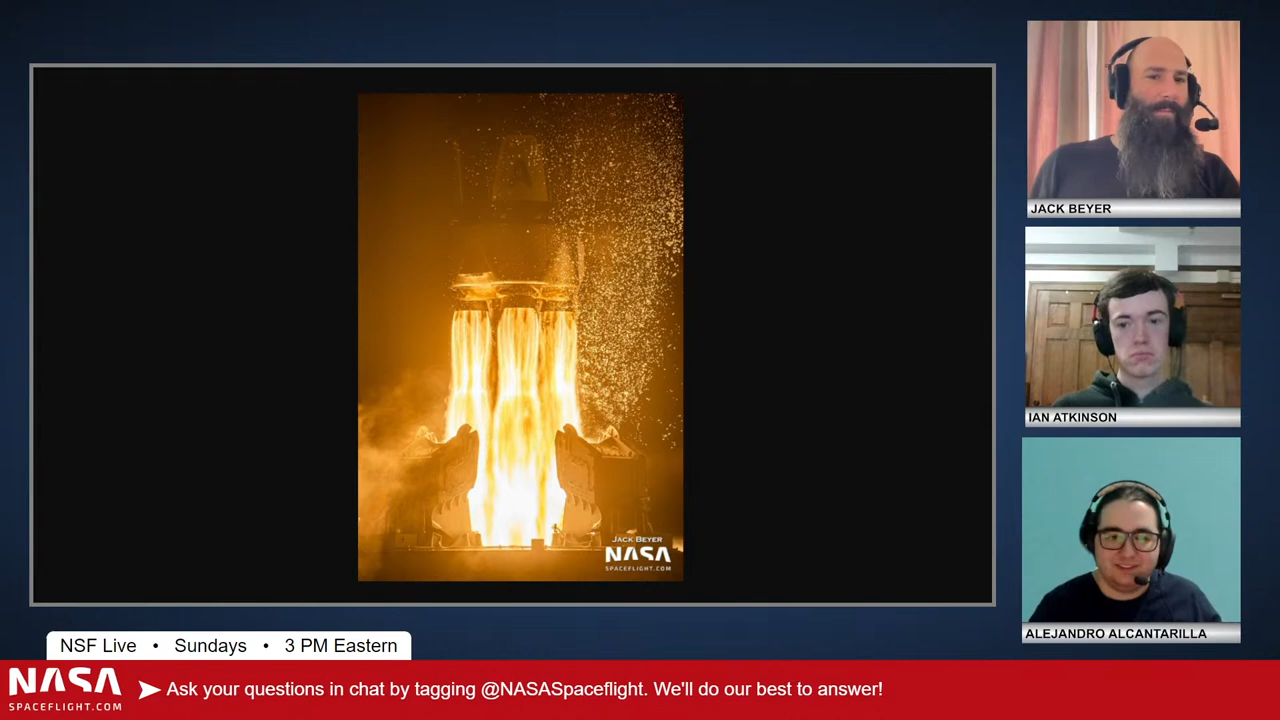 JACK BEYER
IAN ATKINSON
JACK BEYER
NASA
SPACEFLIGHT.COM
ALEJANDRO ALCANTARILLA
NSF Live • Sundays • 3 PM Eastern
NASA
SPACEFLIGHT.COM
Ask your questions in chat by tagging @NASASpaceflight. We'll do our best to answer!